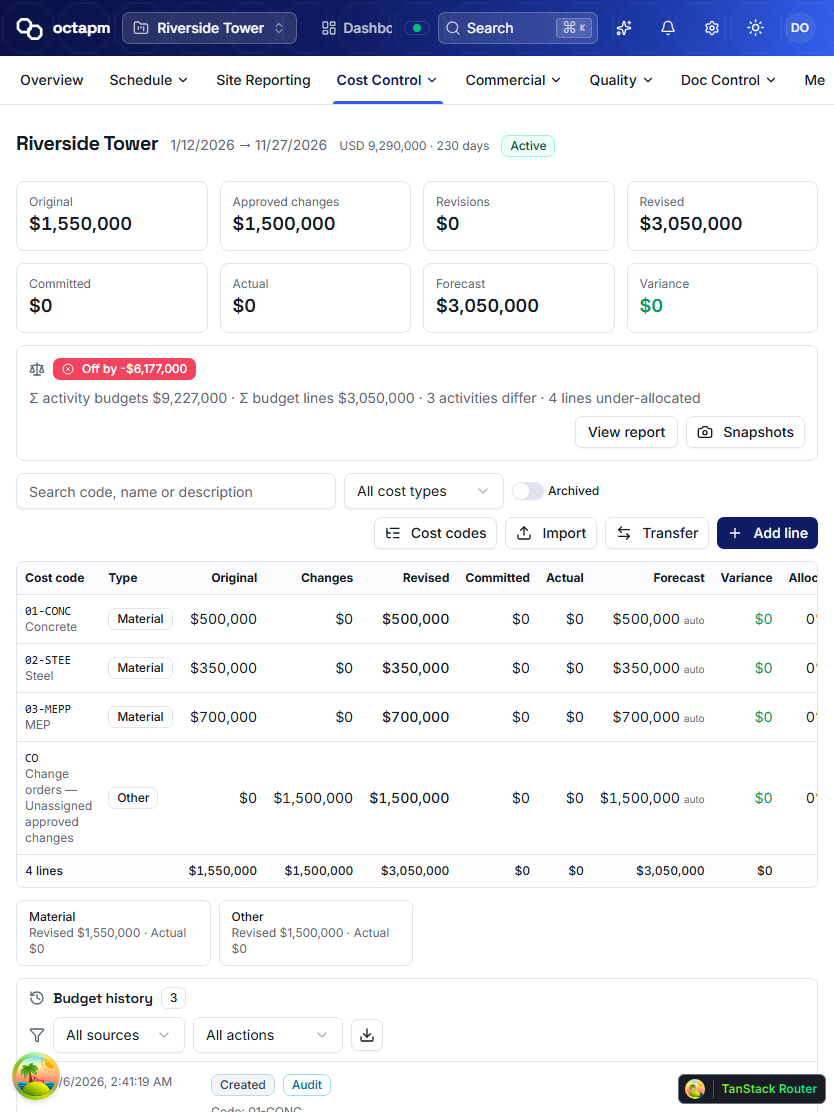 octapm Riverside Tower Dashbo Search ⌘ K DO
Overview Schedule Site Reporting Cost Control Commercial Quality Doc Control Me
Riverside Tower 1/12/2026 → 11/27/2026 USD 9,290,000 · 230 days Active
Original Approved changes Revisions Revised
$1,550,000 $1,500,000 $0 $3,050,000
Committed Actual Forecast Variance
$0 $0 $3,050,000 $0
Off by -$6,177,000
Σ activity budgets $9,227,000 · Σ budget lines $3,050,000 · 3 activities differ · 4 lines under-allocated
View report Snapshots
Search code, name or description All cost types Archived
Cost codes Import Transfer + Add line
Cost code Type Original Changes Revised Committed Actual Forecast Variance Alloc
01-CONC
Concrete Material $500,000 $0 $500,000 $0 $0 $500,000 auto $0 0
02-STEE
Steel Material $350,000 $0 $350,000 $0 $0 $350,000 auto $0 0
03-MEPP
MEP Material $700,000 $0 $700,000 $0 $0 $700,000 auto $0 0
CO
Change
orders —
Unassigned
approved
changes
Other $0 $1,500,000 $1,500,000 $0 $0 $1,500,000 auto $0 0
4 lines $1,550,000 $1,500,000 $3,050,000 $0 $0 $3,050,000 $0
Material
Revised $1,550,000 · Actual
$0
Other
Revised $1,500,000 · Actual
$0
Budget history 3
All sources All actions
/6/2026, 2:41:19 AM Created Audit
Code: 01-CONC
TanStack Router